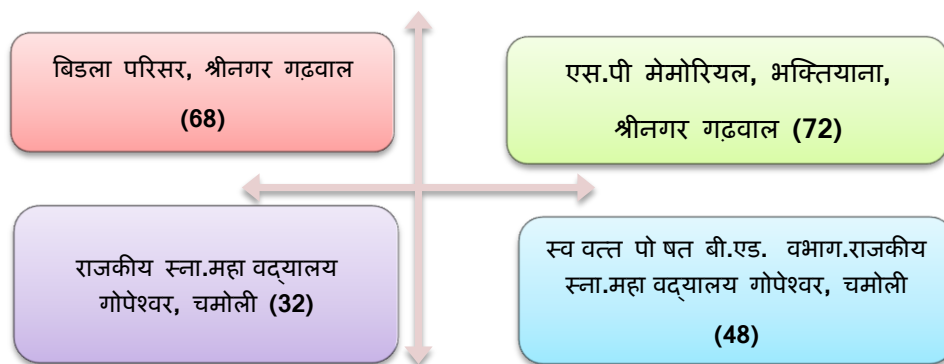 बिडला परिसर, श्रीनगर गढ़वाल
(68)
एस.पी मेमोरियल, भक्तियाना,
श्रीनगर गढ़वाल (72)
राजकीय स्ना.महा वद्यालय
गोपेश्वर, चमोली (32)
स्व वत्त पो षत बी.एड. वभाग.राजकीय
स्ना.महा वद्यालय गोपेश्वर, चमोली
(48)